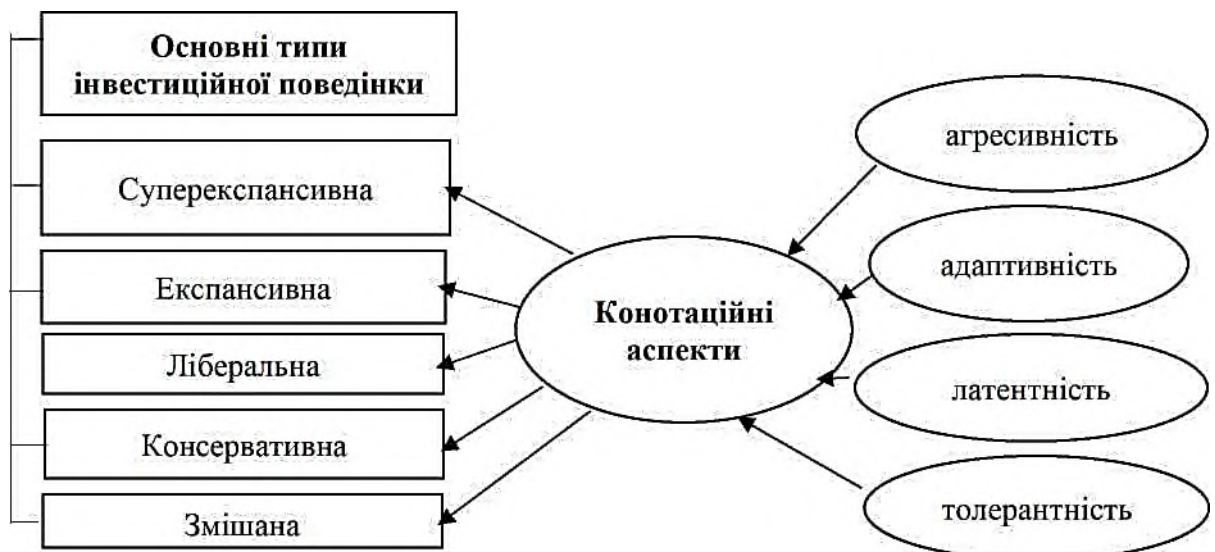 Основні типи
інвестиційної поведінки
Суперекспансивна
Експансивна
Ліберальна
Консервативна
Змішана
Конотаційні
аспекти
агресивність
адаптивність
латентність
толерантність